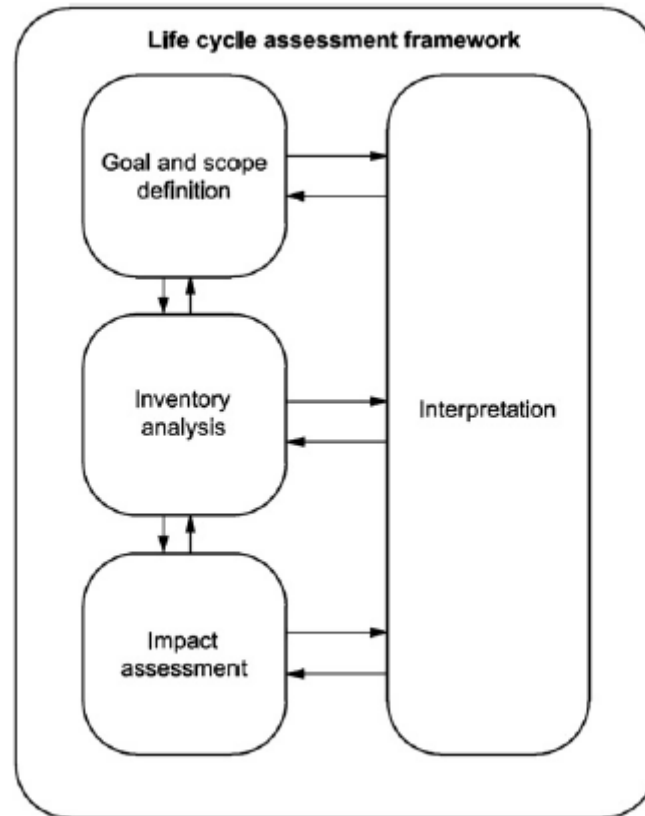 Life cycle assessment framework
Goal and scope
definition
Inventory
analysis
Interpretation
Impact
assessment